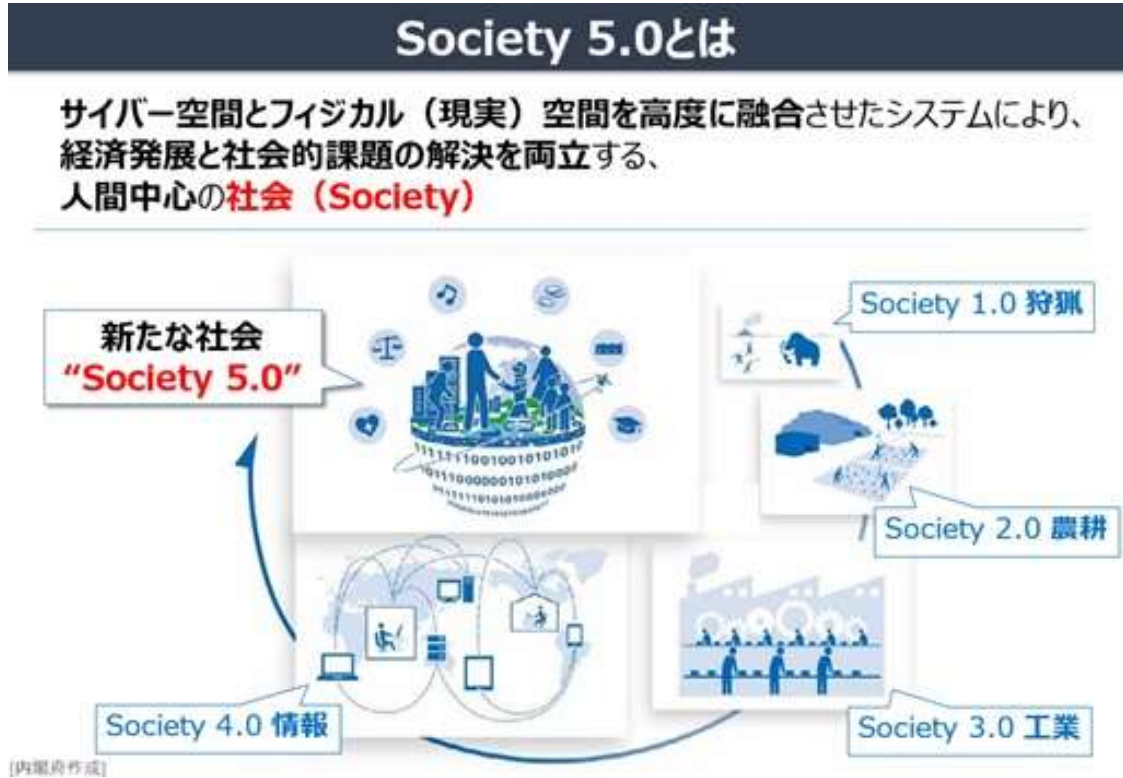 Society 5.0とは
サイバー空間とフィジカル（現実）空間を高度に融合させたシステムにより、
経済発展と社会的課題の解決を両立する、
人間中心の社会（Society）
新たな社会
“Society 5.0”
Society 1.0 狩猟
Society 2.0 農耕
Society 3.0 工業
Society 4.0 情報
[内閣府作成]